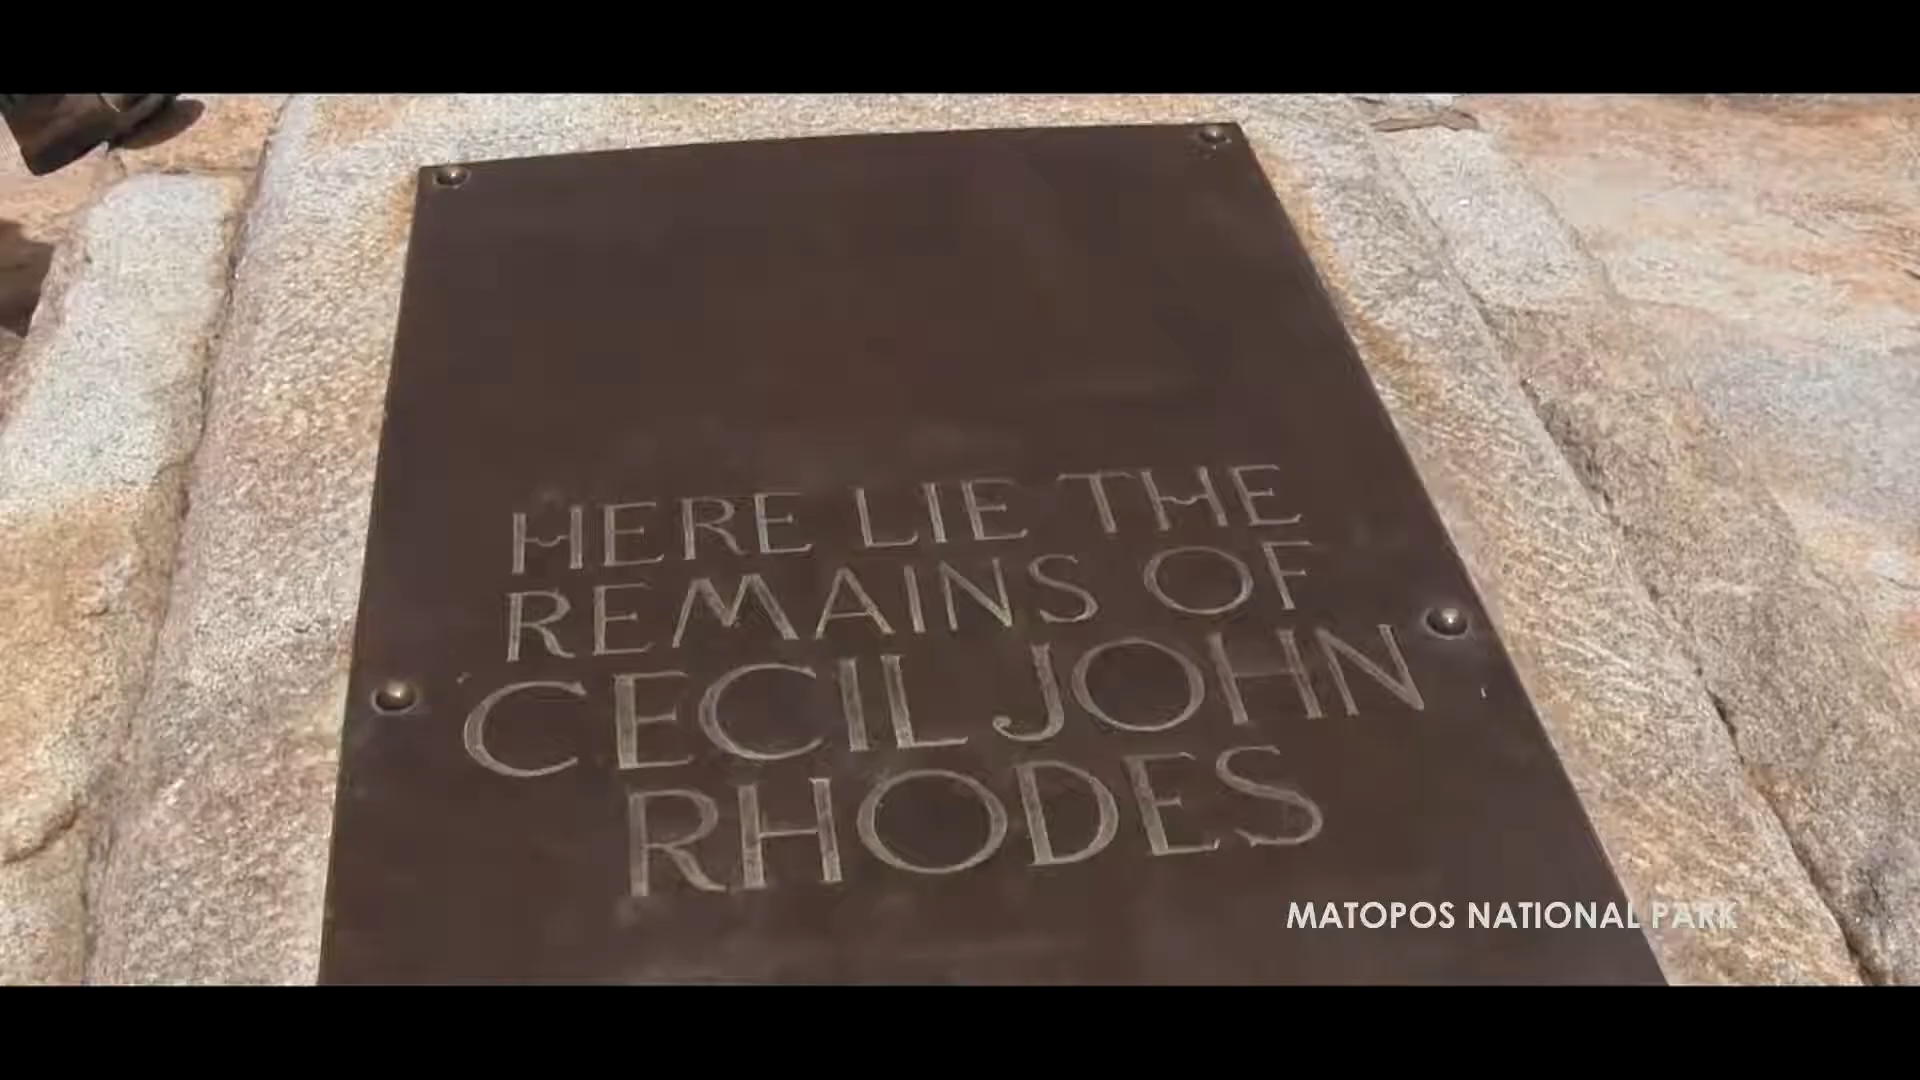 HERE LIE THE
REMAINS OF
CECIL JOHN
RHODES
MATOPOS NATIONAL PARK